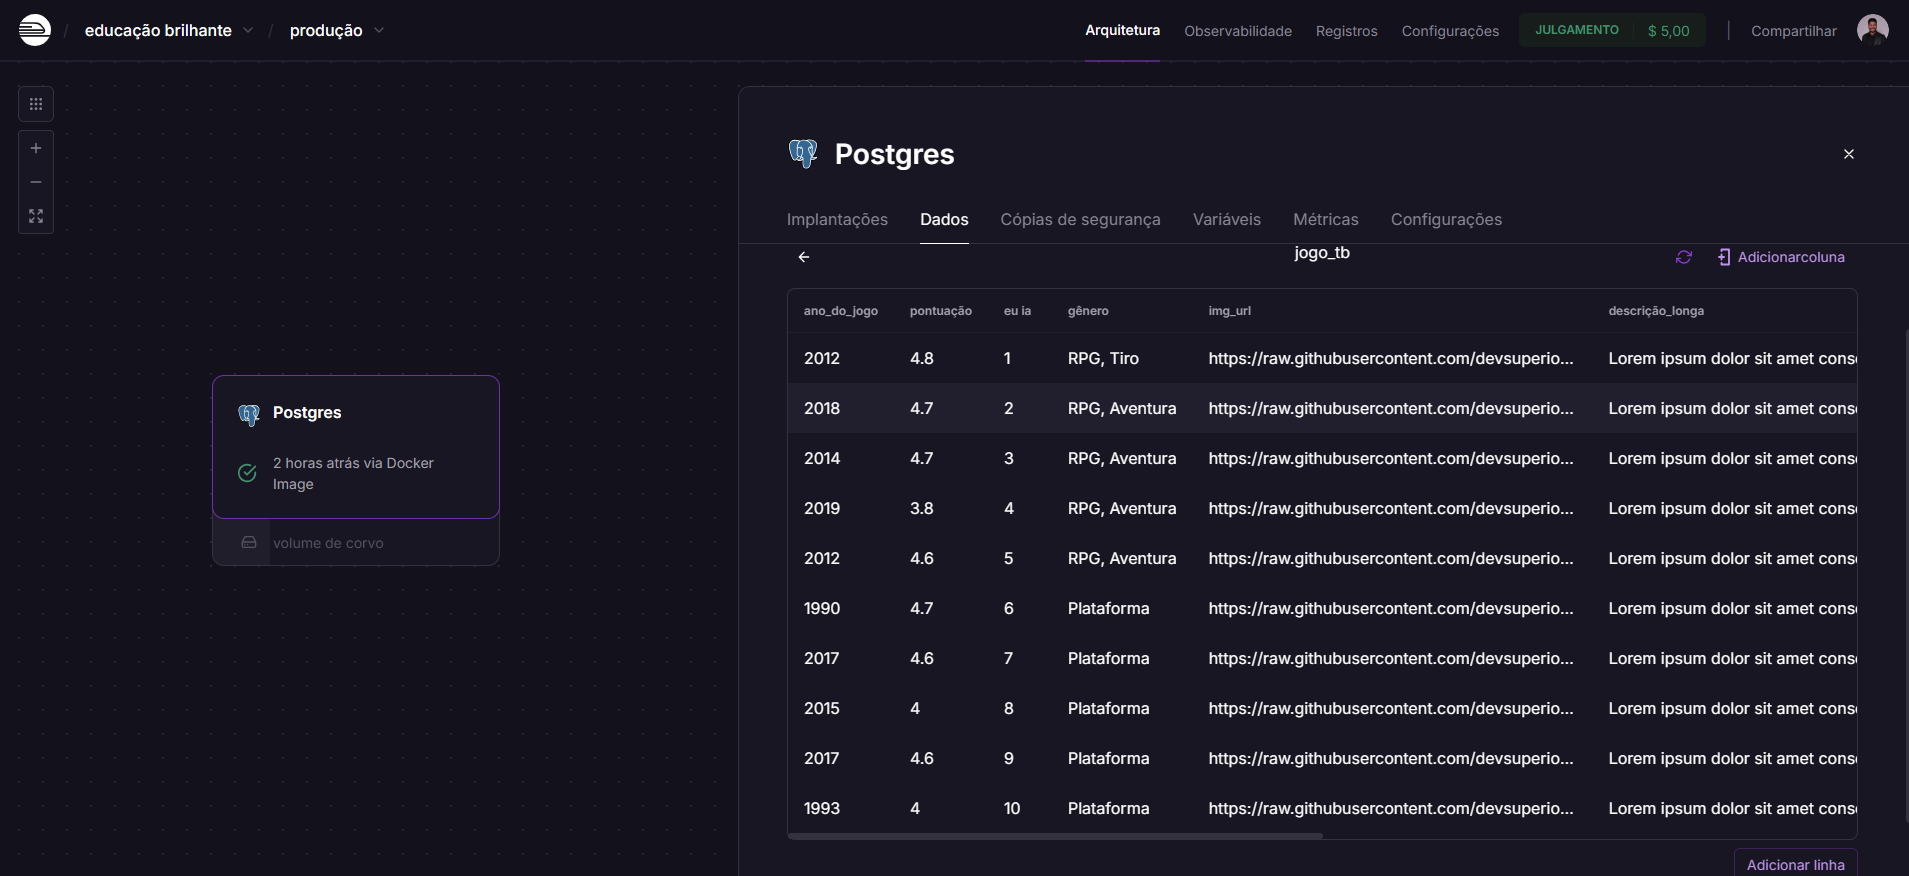 / educação brilhante / produção
Arquitetura Observabilidade Registros Configurações JULGAMENTO $ 5,00 Compartilhar
Postgres
Implantações Dados Cópias de segurança Variáveis Métricas Configurações
jogo_tb
Adicionarcoluna
ano_do_jogo pontuação eu ia gênero img_url descrição_longa
2012 4.8 1 RPG, Tiro https://raw.githubusercontent.com/devsuperio... Lorem ipsum dolor sit amet conse
2018 4.7 2 RPG, Aventura https://raw.githubusercontent.com/devsuperio... Lorem ipsum dolor sit amet conse
2014 4.7 3 RPG, Aventura https://raw.githubusercontent.com/devsuperio... Lorem ipsum dolor sit amet conse
2019 3.8 4 RPG, Aventura https://raw.githubusercontent.com/devsuperio... Lorem ipsum dolor sit amet conse
2012 4.6 5 RPG, Aventura https://raw.githubusercontent.com/devsuperio... Lorem ipsum dolor sit amet conse
1990 4.7 6 Plataforma https://raw.githubusercontent.com/devsuperio... Lorem ipsum dolor sit amet conse
2017 4.6 7 Plataforma https://raw.githubusercontent.com/devsuperio... Lorem ipsum dolor sit amet conse
2015 4 8 Plataforma https://raw.githubusercontent.com/devsuperio... Lorem ipsum dolor sit amet conse
2017 4.6 9 Plataforma https://raw.githubusercontent.com/devsuperio... Lorem ipsum dolor sit amet conse
1993 4 10 Plataforma https://raw.githubusercontent.com/devsuperio... Lorem ipsum dolor sit amet conse
Adicionar linha
Postgres
2 horas atrás via Docker
Image
volume de corvo